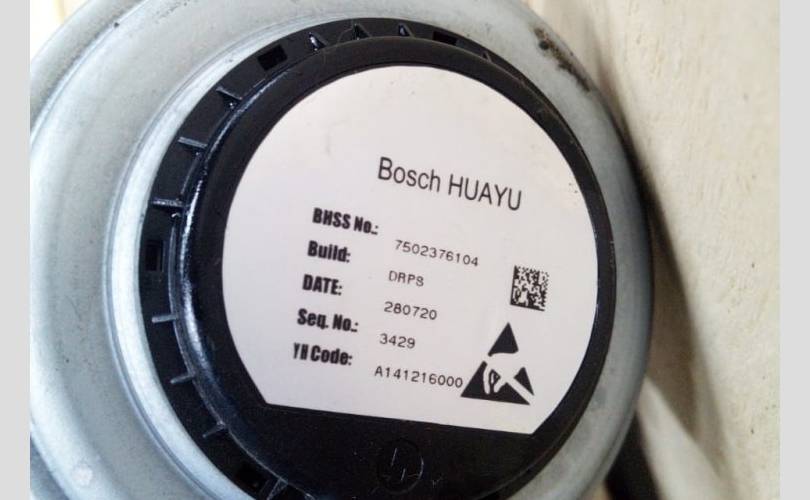 Bosch HUAYU
BHSS No.: 7502376104
Build: DRPS
DATE: 280720
Seq. No.: 3429
YH Code: A141216000